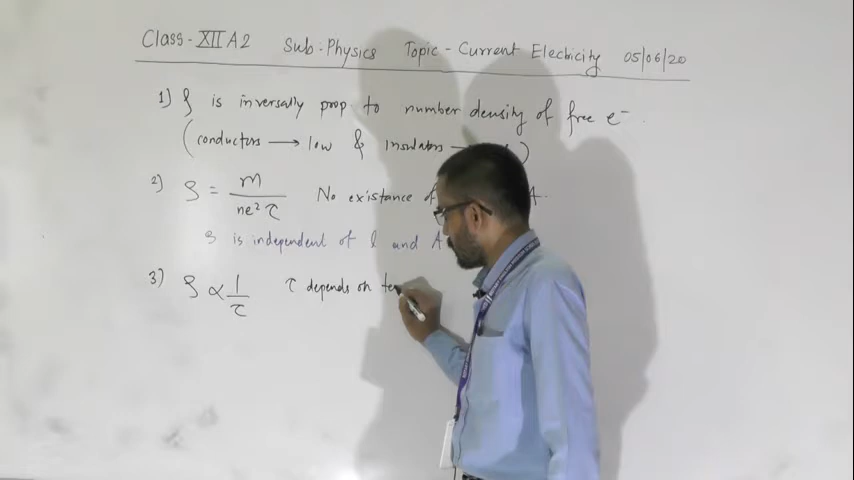 Class - XII A2 Sub : Physics Topic - Current Electricity 05/06/20
1) ρ is inversally prop. to number density of free e⁻.
(conductors → low & Insulators →
2) ρ = m / ne²τ No existance of A.
ρ is independent of l and A
3) ρ ∝ 1/τ τ depends on te